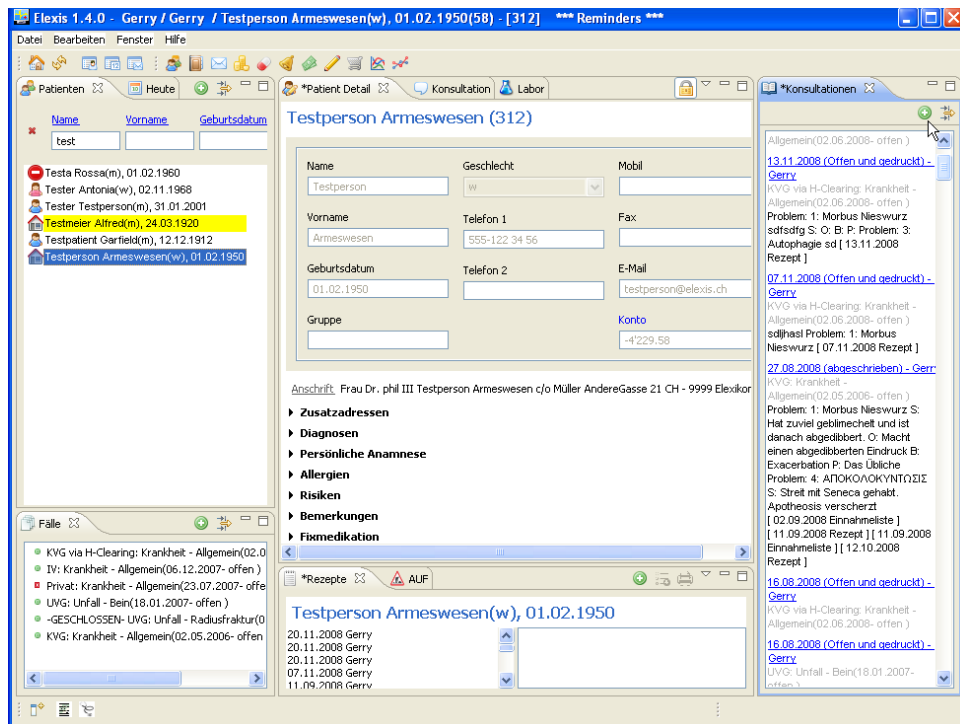 Elexis 1.4.0 - Gerry / Gerry / Testperson Armeswesen(w), 01.02.1950(58) - [312] *** Reminders ***
Datei Bearbeiten Fenster Hilfe
Patienten
Heute
Name Vorname Geburtsdatum
test
Testa Rossa(m), 01.02.1960
Tester Antonia(w), 02.11.1968
Tester Testperson(m), 31.01.2001
Testmeier Alfred(m), 24.03.1920
Testpatient Garfield(m), 12.12.1912
Testperson Armeswesen(w), 01.02.1950
Fälle
KVG via H-Clearing: Krankheit - Allgemein(02.0
IV: Krankheit - Allgemein(06.12.2007- offen )
Privat: Krankheit - Allgemein(23.07.2007- offe
UVG: Unfall - Bein(18.01.2007- offen )
-GESCHLOSSEN- UVG: Unfall - Radiusfraktur(0
KVG: Krankheit - Allgemein(02.05.2006- offen
*Patient Detail
Konsultation
Labor
Testperson Armeswesen (312)
Name Geschlecht Mobil
Testperson w
Vorname Telefon 1 Fax
Armeswesen 555-122 34 56
Geburtsdatum Telefon 2 E-Mail
01.02.1950 testperson@elexis.ch
Gruppe Konto
-4'229.58
Anschrift Frau Dr. phil III Testperson Armeswesen c/o Müller AndereGasse 21 CH - 9999 Elexikor
Zusatzadressen
Diagnosen
Persönliche Anamnese
Allergien
Risiken
Bemerkungen
Fixmedikation
*Rezepte
AUF
Testperson Armeswesen(w), 01.02.1950
20.11.2008 Gerry
20.11.2008 Gerry
20.11.2008 Gerry
07.11.2008 Gerry
11.09.2008 Gerry
*Konsultationen
Allgemein(02.06.2008- offen )
13.11.2008 (Offen und gedruckt) -
Gerry
KVG via H-Clearing: Krankheit -
Allgemein(02.06.2008- offen )
Problem: 1: Morbus Nieswurz
sdfsdfg S: O: B: P: Problem: 3:
Autophagie sd [ 13.11.2008
Rezept ]
07.11.2008 (Offen und gedruckt) -
Gerry
KVG via H-Clearing: Krankheit -
Allgemein(02.06.2008- offen )
sdljhasl Problem: 1: Morbus
Nieswurz [ 07.11.2008 Rezept ]
27.08.2008 (abgeschrieben) - Gerr
KVG: Krankheit -
Allgemein(02.05.2006- offen )
Problem: 1: Morbus Nieswurz S:
Hat zuviel geblimechelt und ist
danach abgedibbert. O: Macht
einen abgedibberten Eindruck B:
Exacerbation P: Das Übliche
Problem: 4: ΑΠΟΚΟΛΟΚΥΝΤΩΣΙΣ
S: Streit mit Seneca gehabt.
Apotheosis verscherzt
[ 02.09.2008 Einnahmeliste ]
[ 11.09.2008 Rezept ] [ 11.09.2008
Einnahmeliste ] [ 12.10.2008
Rezept ]
16.08.2008 (Offen und gedruckt) -
Gerry
KVG via H-Clearing: Krankheit -
Allgemein(02.06.2008- offen )
16.08.2008 (Offen und gedruckt) -
Gerry
UVG: Unfall - Bein(18.01.2007-
offen )